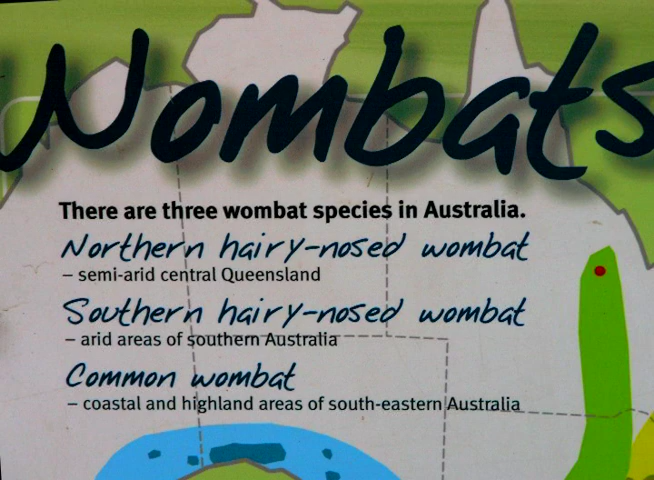 Wombats
There are three wombat species in Australia.
Northern hairy-nosed wombat
– semi-arid central Queensland
Southern hairy-nosed wombat
– arid areas of southern Australia
Common wombat
– coastal and highland areas of south-eastern Australia